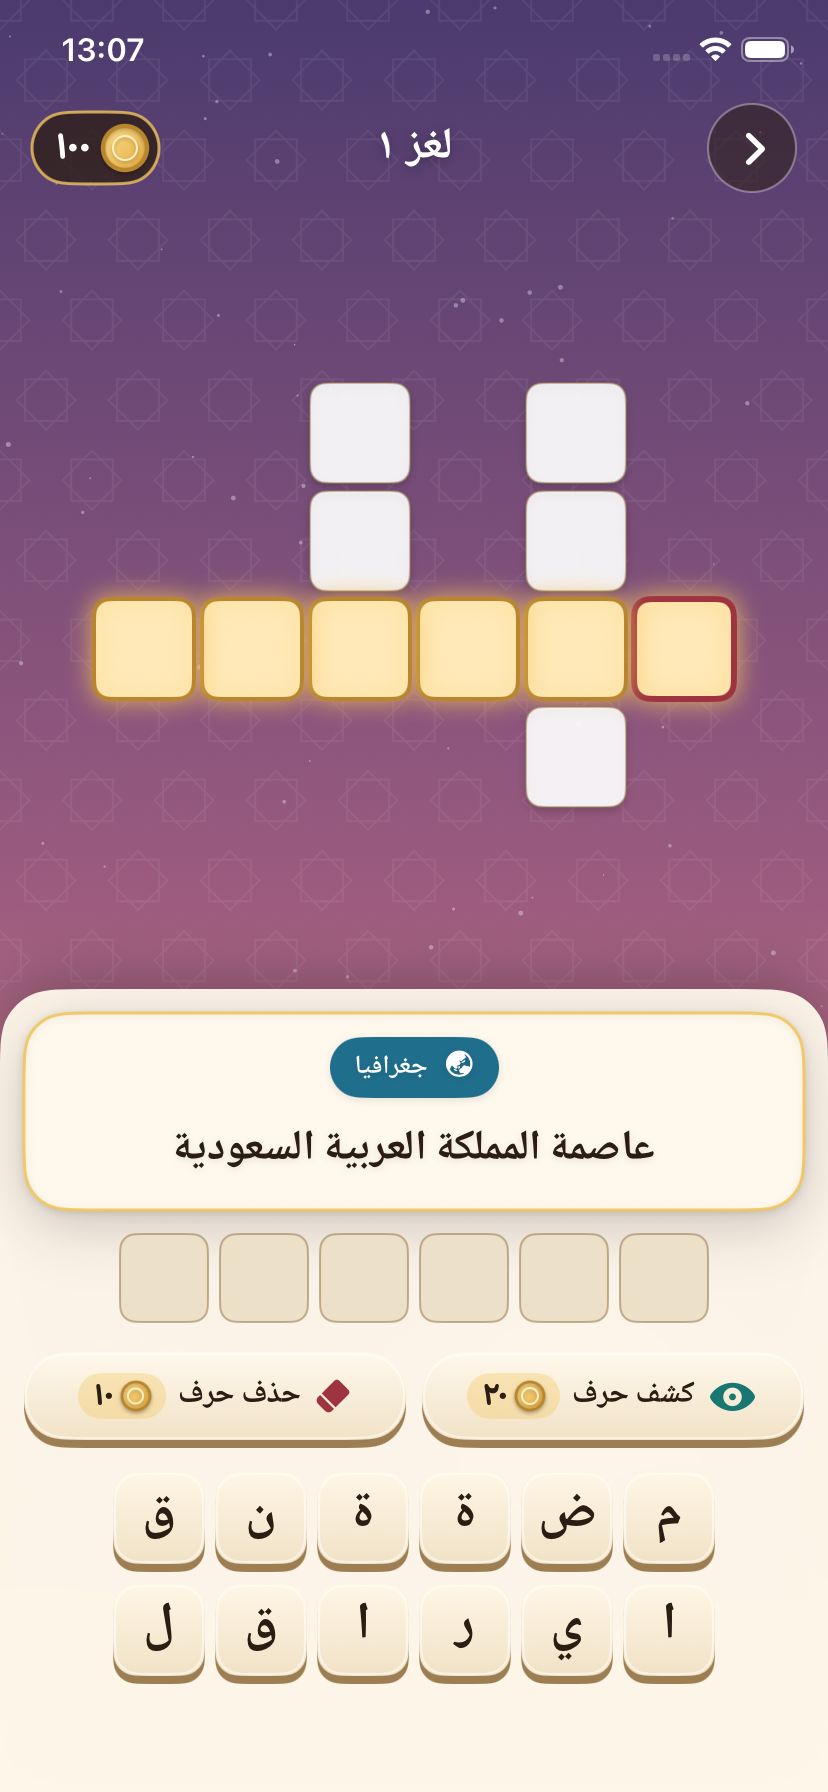 13:07
لغز ١
١٠٠
جغرافيا
عاصمة المملكة العربية السعودية
كشف حرف ٢٠
حذف حرف ١٠
م ض ة ة ن ق
ا ي ر ا ق ل